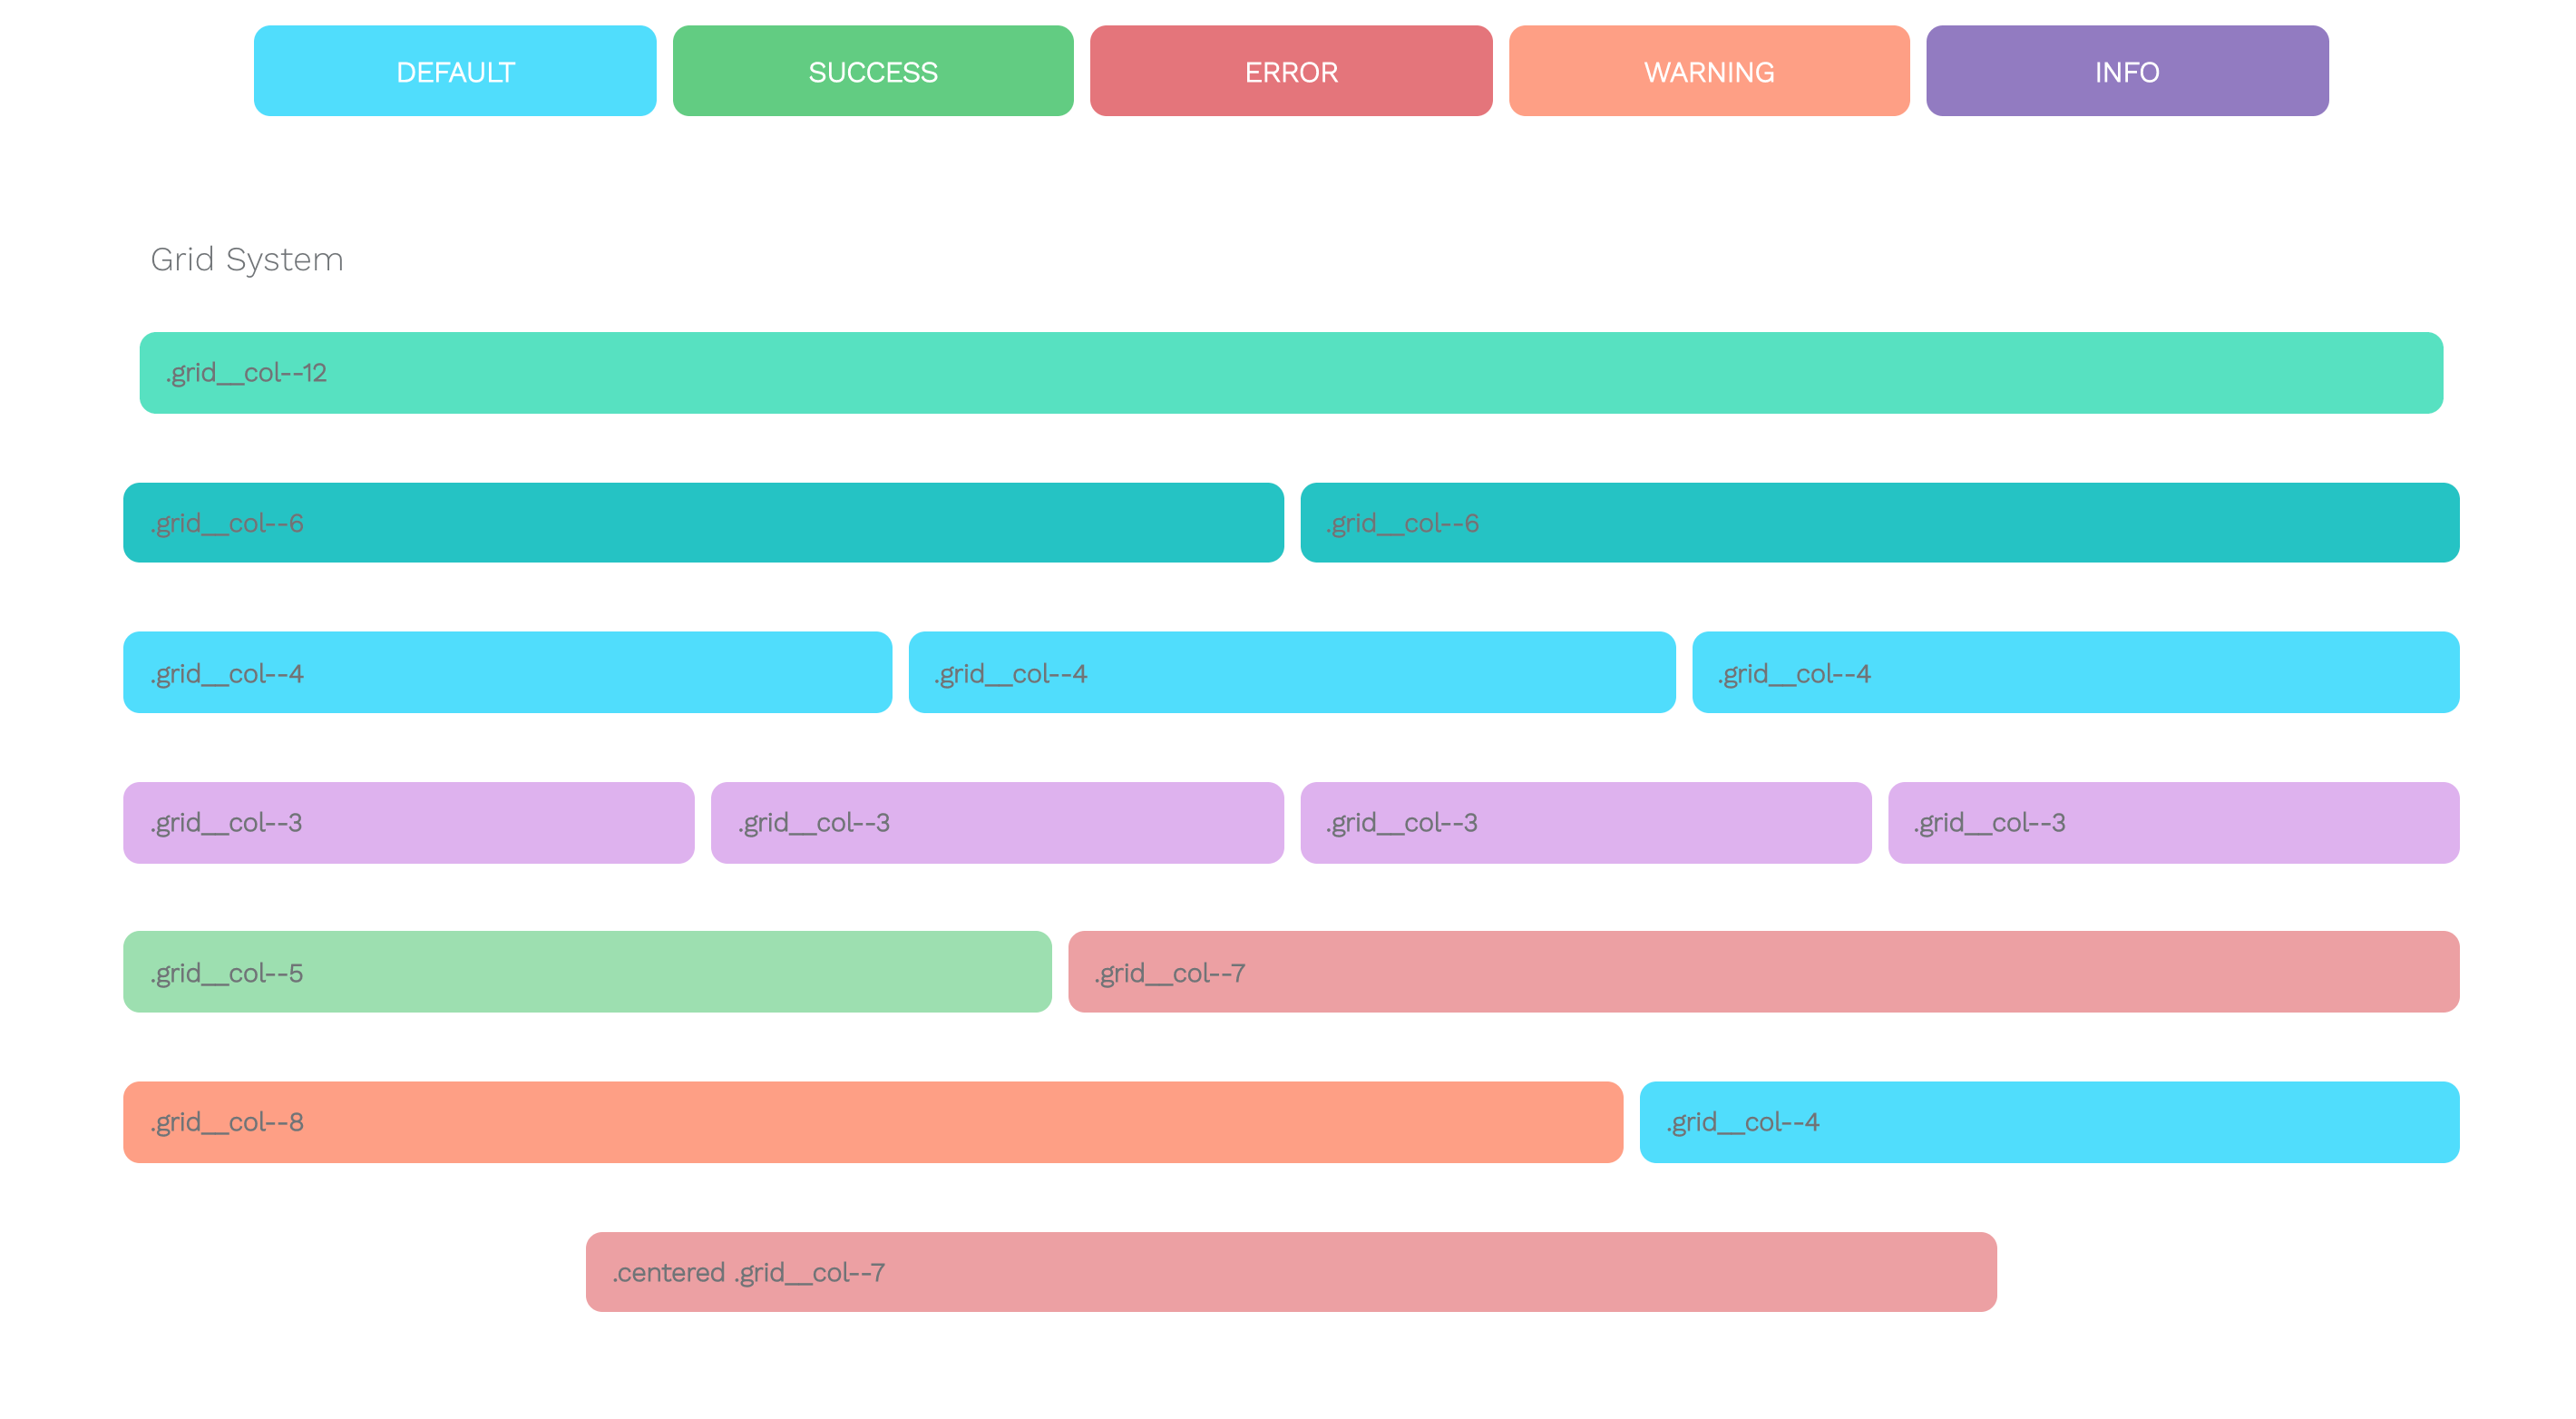 DEFAULT SUCCESS ERROR WARNING INFO
Grid System
.grid__col--12
.grid__col--6 .grid__col--6
.grid__col--4 .grid__col--4 .grid__col--4
.grid__col--3 .grid__col--3 .grid__col--3 .grid__col--3
.grid__col--5 .grid__col--7
.grid__col--8 .grid__col--4
.centered .grid__col--7